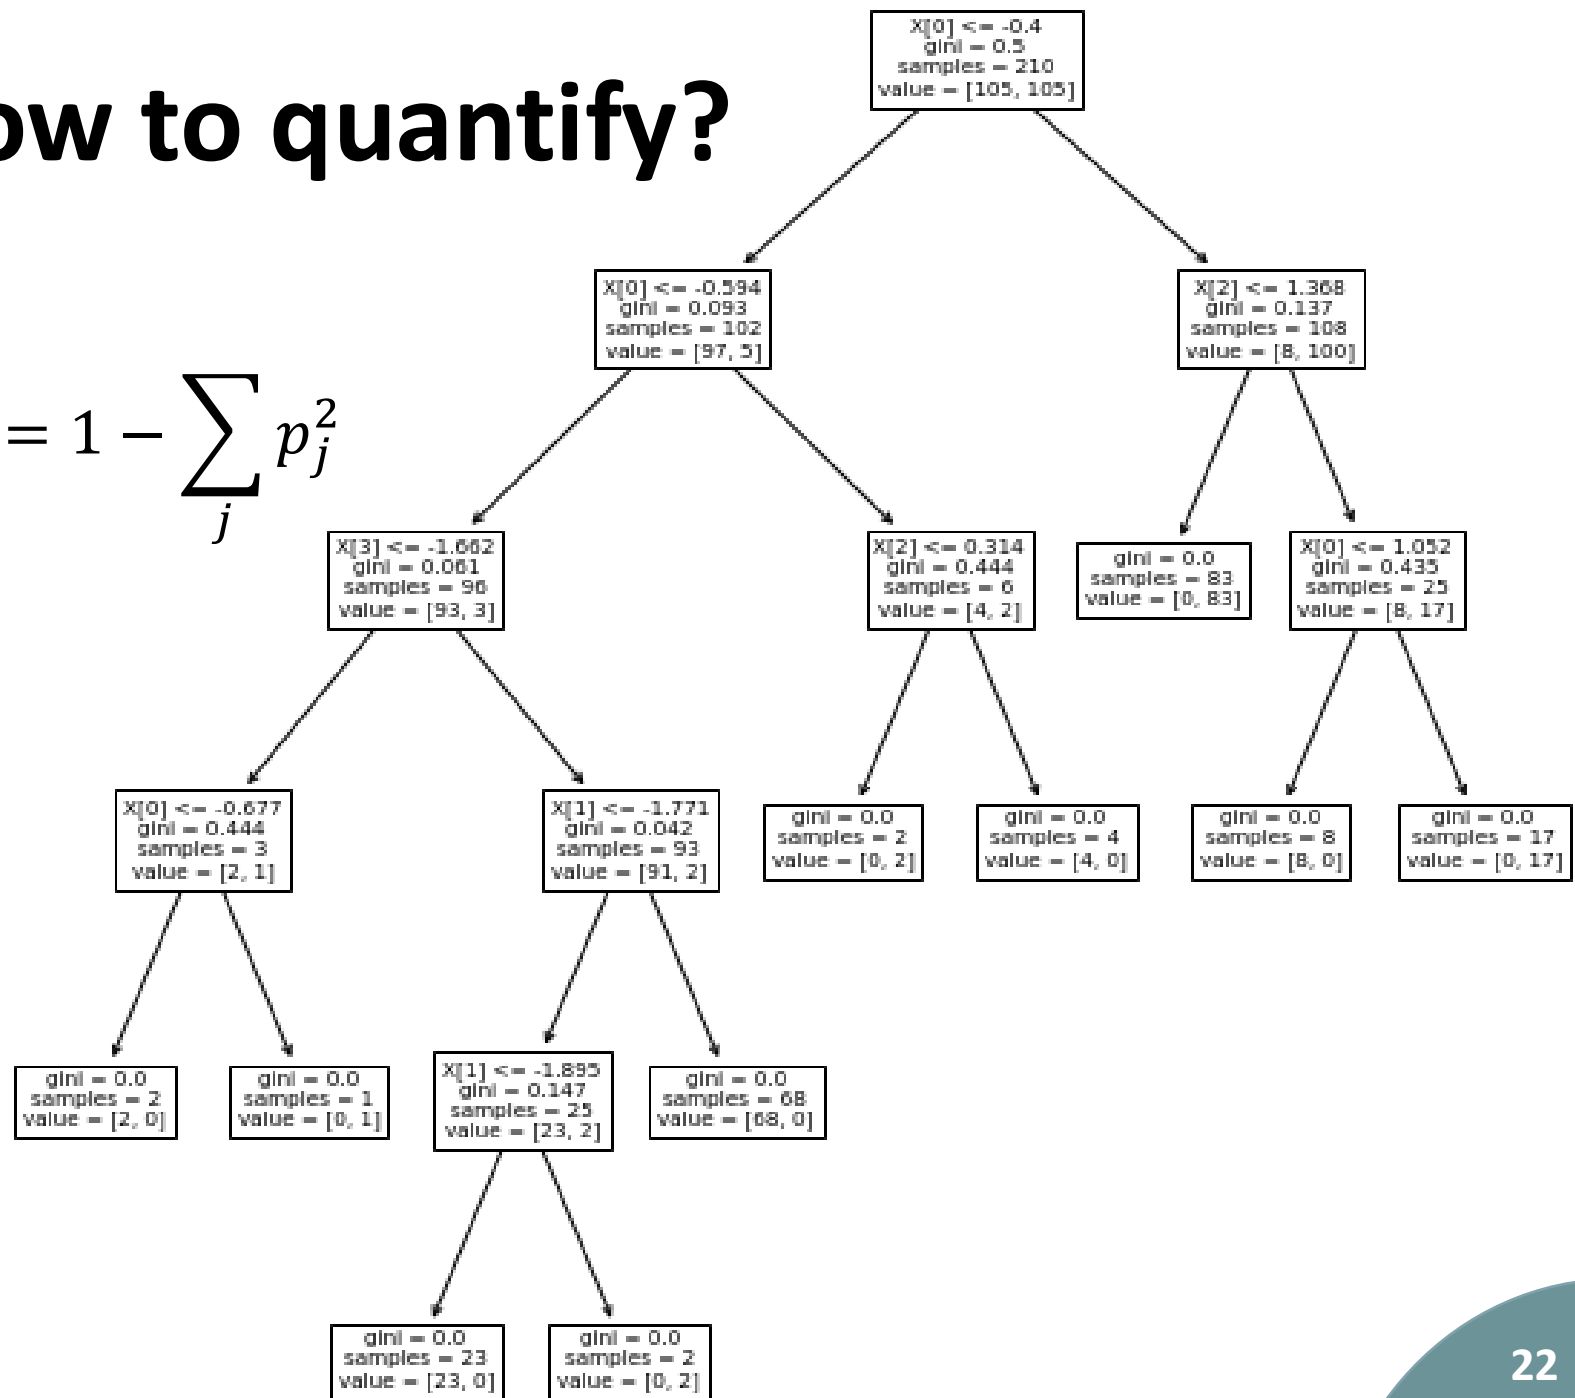 ow to quantify?
= 1 − ∑ p_j^2
j
X[0] <= -0.4
gini = 0.5
samples = 210
value = [105, 105]
X[0] <= -0.594
gini = 0.093
samples = 102
value = [97, 5]
X[2] <= 1.368
gini = 0.137
samples = 108
value = [8, 100]
X[3] <= -1.662
gini = 0.061
samples = 96
value = [93, 3]
X[2] <= 0.314
gini = 0.444
samples = 6
value = [4, 2]
gini = 0.0
samples = 83
value = [0, 83]
X[0] <= 1.052
gini = 0.435
samples = 25
value = [8, 17]
X[0] <= -0.677
gini = 0.444
samples = 3
value = [2, 1]
X[1] <= -1.771
gini = 0.042
samples = 93
value = [91, 2]
gini = 0.0
samples = 2
value = [0, 2]
gini = 0.0
samples = 4
value = [4, 0]
gini = 0.0
samples = 8
value = [8, 0]
gini = 0.0
samples = 17
value = [0, 17]
gini = 0.0
samples = 2
value = [2, 0]
gini = 0.0
samples = 1
value = [0, 1]
X[1] <= -1.895
gini = 0.147
samples = 25
value = [23, 2]
gini = 0.0
samples = 68
value = [68, 0]
gini = 0.0
samples = 23
value = [23, 0]
gini = 0.0
samples = 2
value = [0, 2]
22